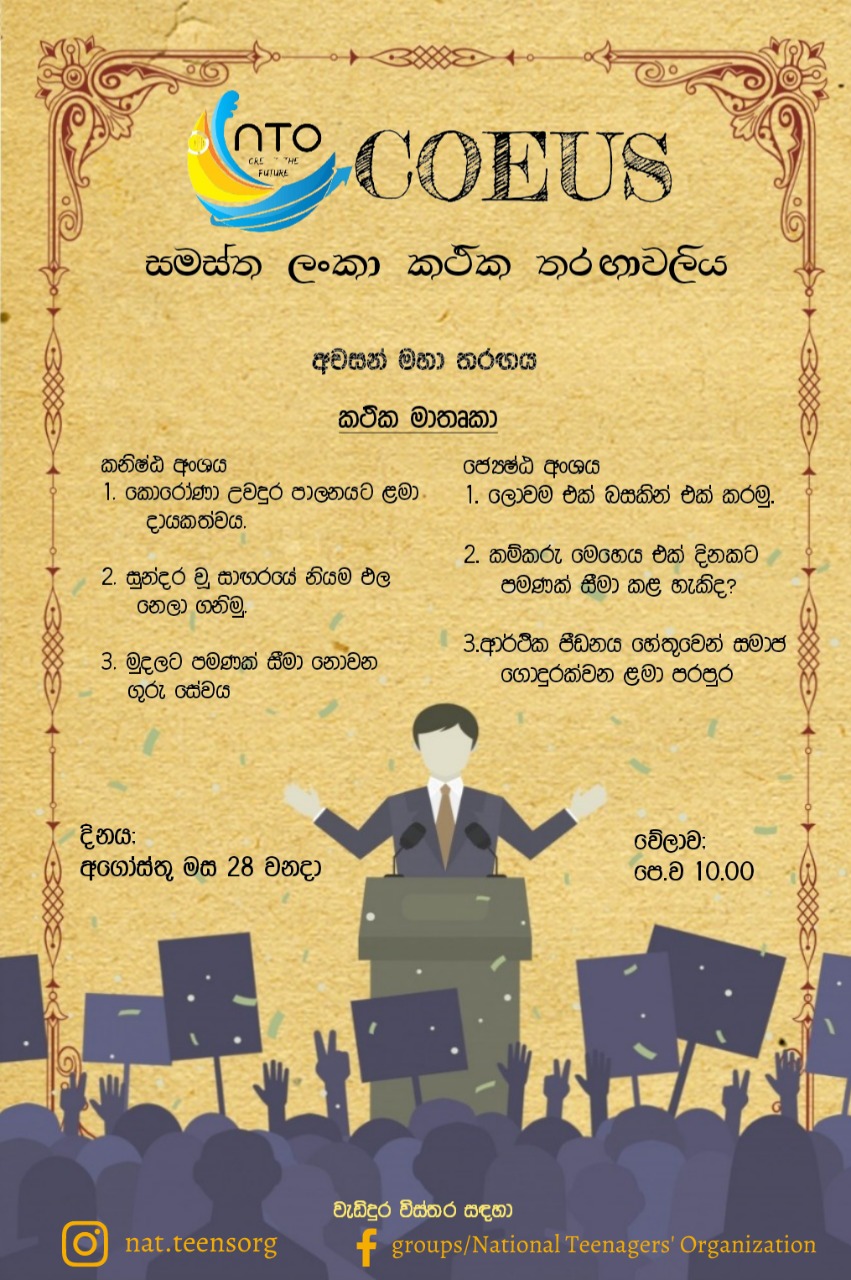 NTO
FUTURE
COEUS
සමස්ත ලංකා කථික තරඟාවලිය
අවසන් මහා තරඟය
කථික මාතෘකා
කනිෂ්ඨ අංශය
1. කොරෝණා උවදුර පාලනයට ළමා
දායකත්වය.
2. සුන්දර වූ සාගරයේ නියම ඵල
නෙලා ගනිමු.
3. මුදලට පමණක් සීමා නොවන
ගුරු සේවය
ජ්‍යෙෂ්ඨ අංශය
1. ලොවම එක් බසකින් එක් කරමු.
2. කම්කරු මෙහෙය එක් දිනකට
පමණක් සීමා කළ හැකිද?
3.ආර්ථික පීඩනය හේතුවෙන් සමාජ
ගොදුරක්වන ළමා පරපුර
දිනය:
අගෝස්තු මස 28 වනදා
වේලාව:
පෙ.ව 10.00
වැඩිදුර විස්තර සඳහා
nat.teensorg
groups/National Teenagers' Organization